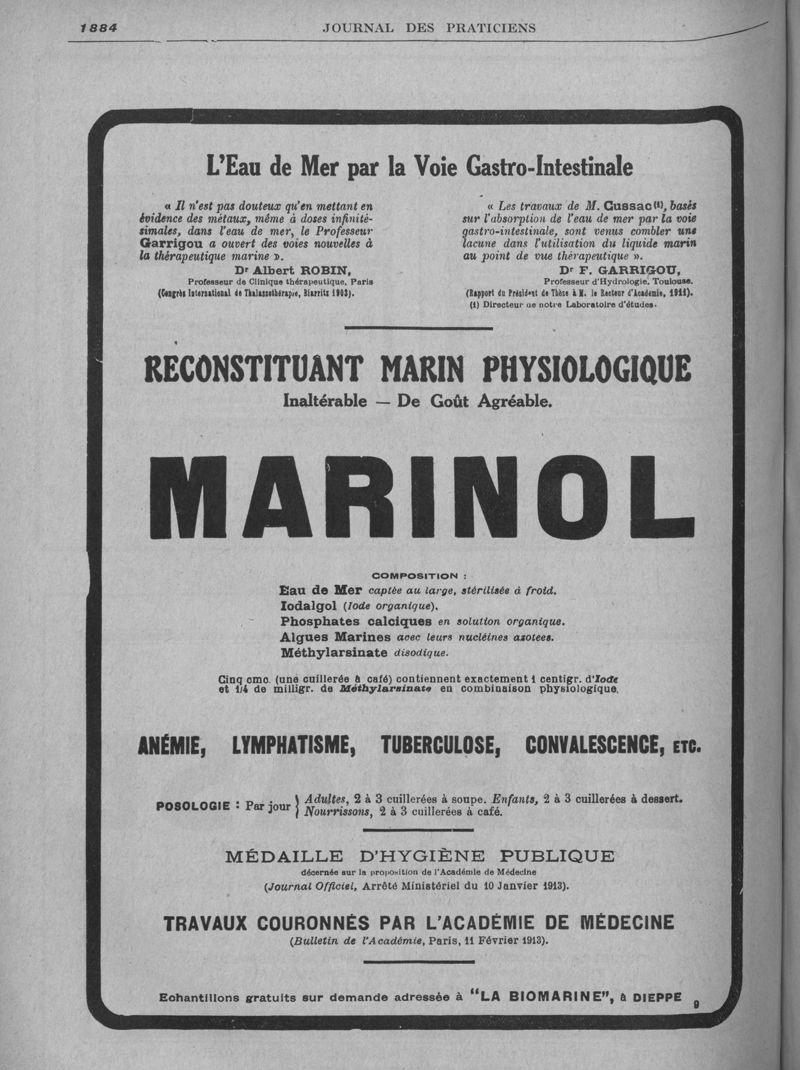 1884
JOURNAL DES PRATICIENS
L'Eau de Mer par la Voie Gastro-Intestinale
« Il n'est pas douteux qu'en mettant en
évidence des métaux, même à doses infinité-
simales, dans l'eau de mer, le Professeur
Garrigou a ouvert des voies nouvelles à
la thérapeutique marine ».
Dr Albert ROBIN,
Professeur de Clinique thérapeutique, Paris
(Congrès International de Thalassothérapie, Biarritz 1903).
« Les travaux de M. Cussac(1), basés
sur l'absorption de l'eau de mer par la voie
gastro-intestinale, sont venus combler une
lacune dans l'utilisation du liquide marin
au point de vue thérapeutique ».
Dr F. GARRIGOU,
Professeur d'Hydrologie, Toulouse.
(Rapport du Président de Thèse à M. le Recteur d'Académie, 1911).
(1) Directeur de notre Laboratoire d'études.
RECONSTITUANT MARIN PHYSIOLOGIQUE
Inaltérable — De Goût Agréable.
MARINOL
COMPOSITION :
Eau de Mer captée au large, stérilisée à froid.
Iodalgol (Iode organique).
Phosphates calciques en solution organique.
Algues Marines avec leurs nucléines azotees.
Méthylarsinate disodique.
Cinq cmc. (une cuillerée à café) contiennent exactement 1 centigr. d'Iode
et 1/4 de milligr. de Méthylarsinate en combinaison physiologique.
ANÉMIE, LYMPHATISME, TUBERCULOSE, CONVALESCENCE, ETC.
POSOLOGIE : Par jour } Adultes, 2 à 3 cuillerées à soupe. Enfants, 2 à 3 cuillerées à dessert.
Nourrissons, 2 à 3 cuillerées à café.
MÉDAILLE D'HYGIÈNE PUBLIQUE
décernée sur la proposition de l'Académie de Médecine
(Journal Officiel, Arrêté Ministériel du 10 Janvier 1913).
TRAVAUX COURONNÉS PAR L'ACADÉMIE DE MÉDECINE
(Bulletin de l'Académie, Paris, 11 Février 1913).
Echantillons gratuits sur demande adressée à "LA BIOMARINE", à DIEPPE
9